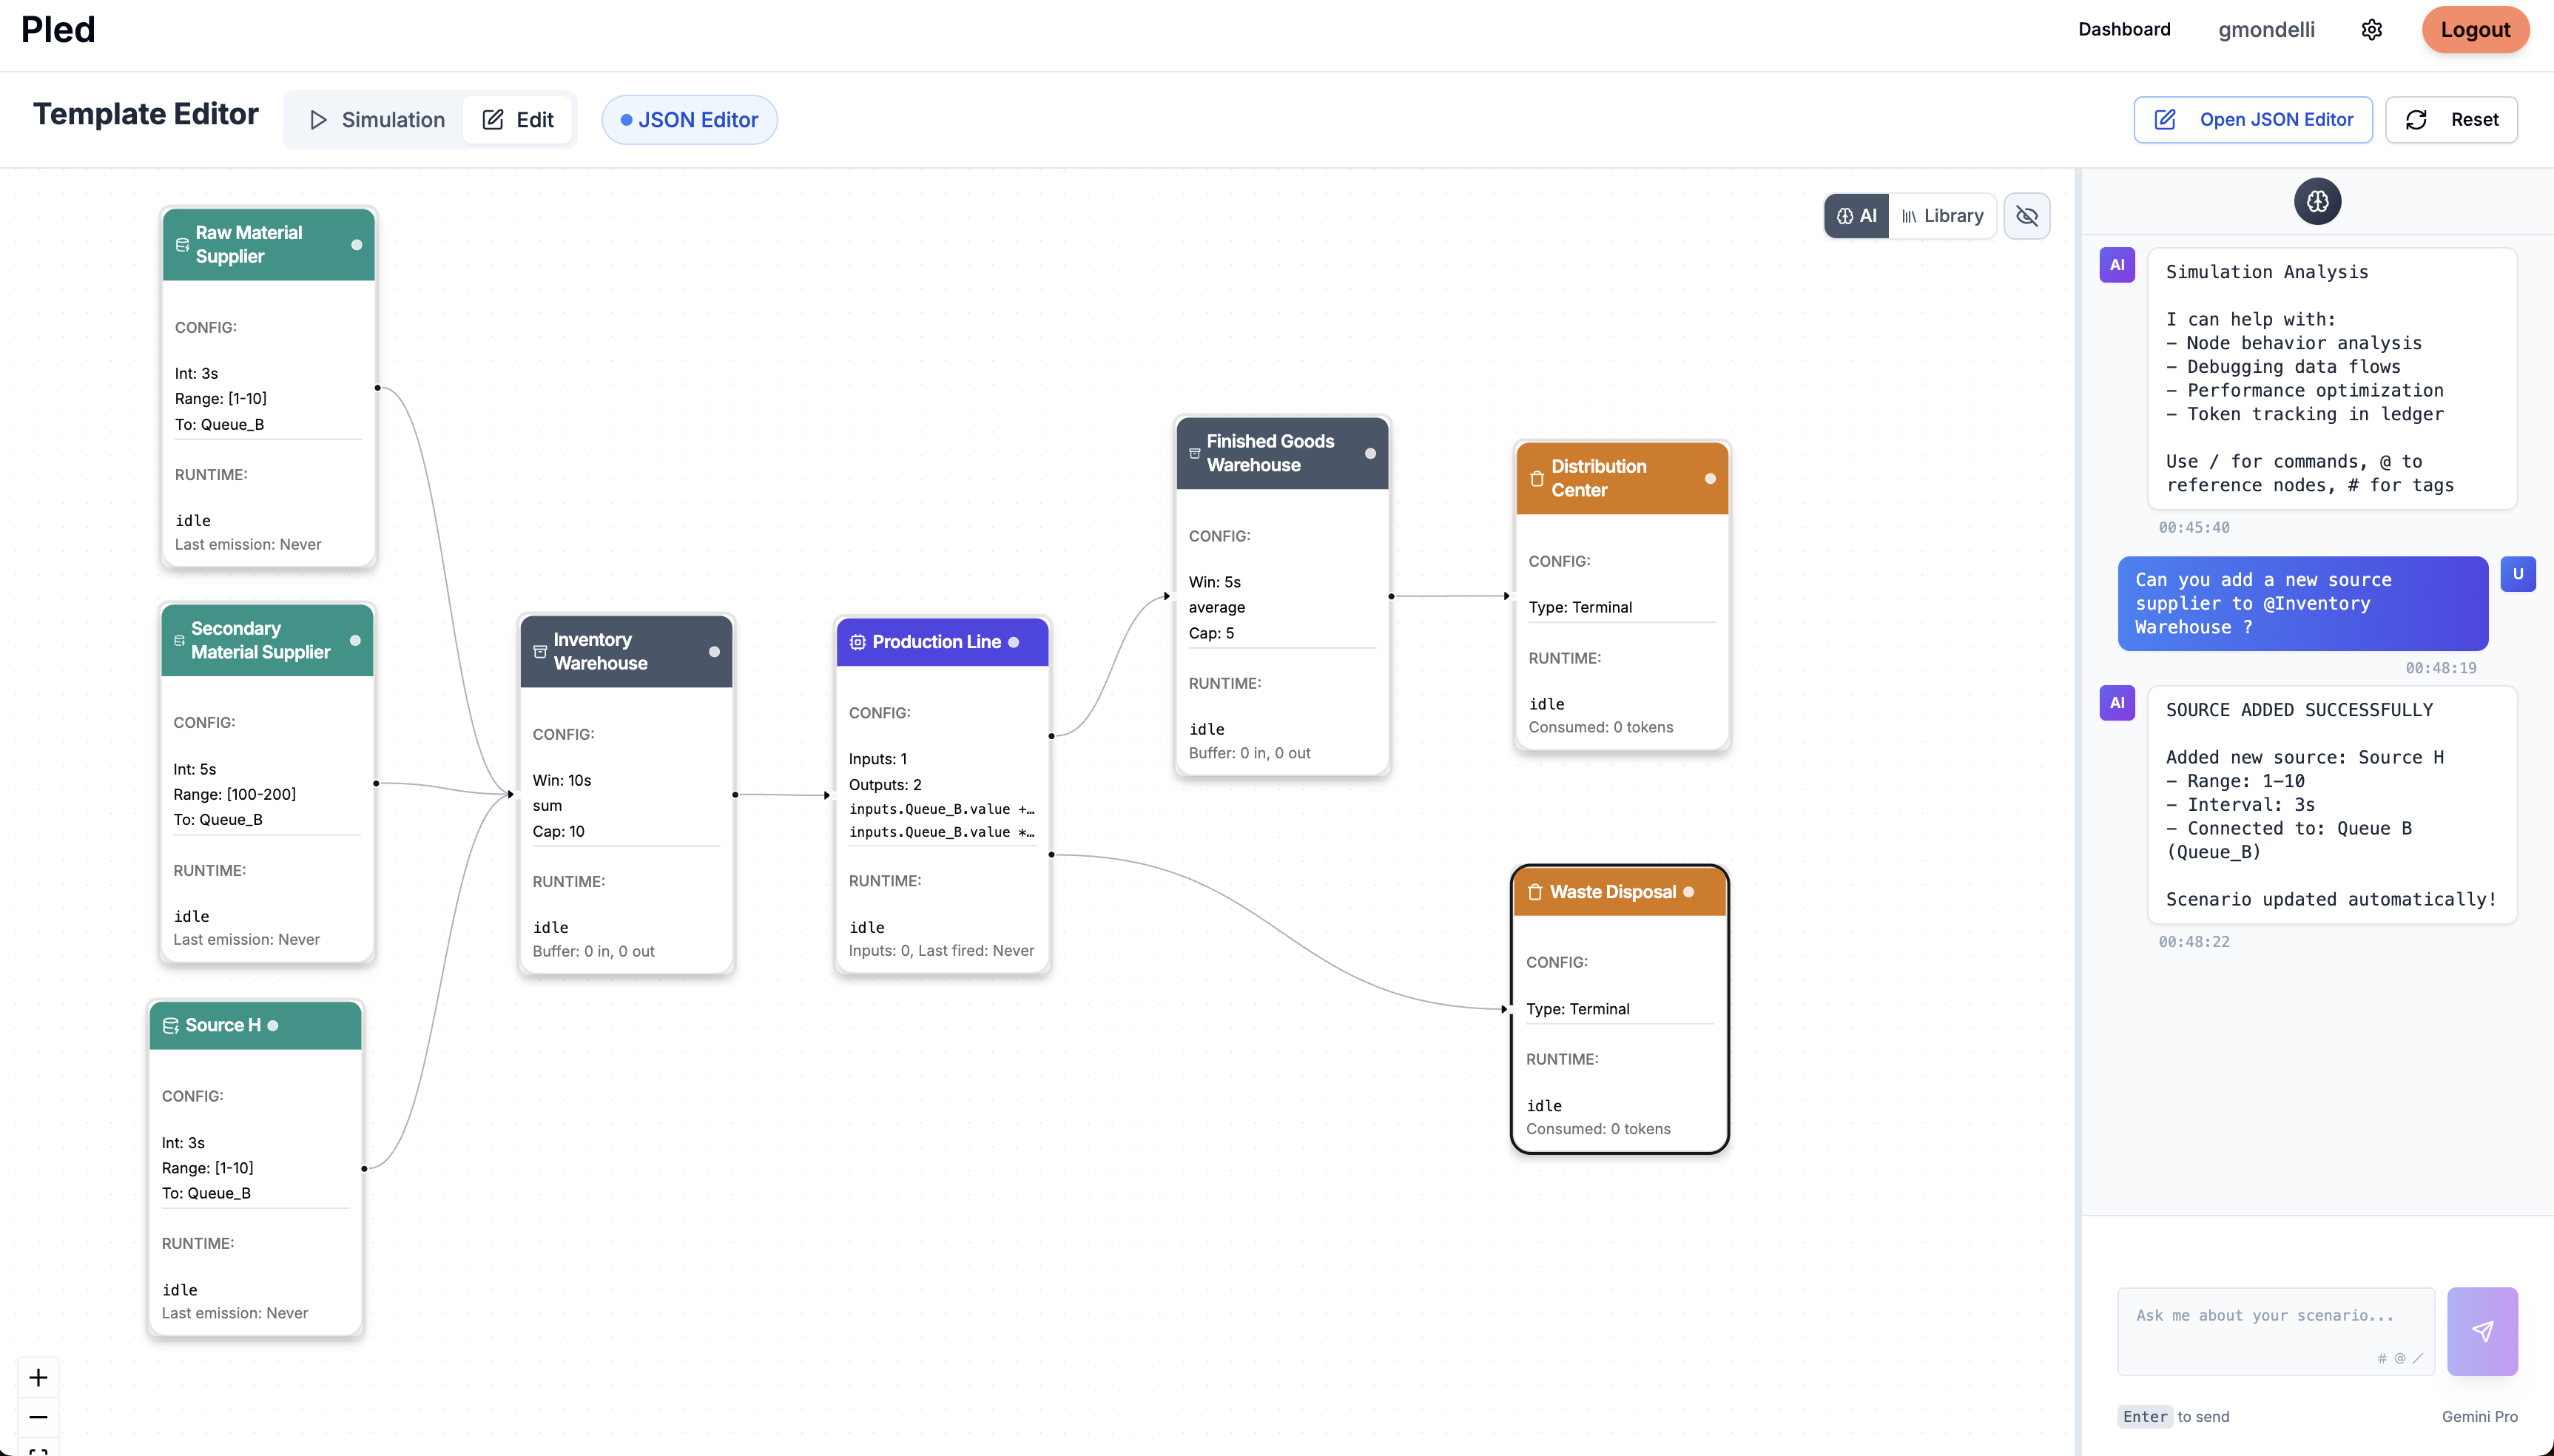 Pled
Dashboard
gmondelli
Logout
Template Editor
Simulation
Edit
JSON Editor
Open JSON Editor
Reset
AI
Library
Raw Material
Supplier
CONFIG:
Int: 3s
Range: [1-10]
To: Queue_B
RUNTIME:
idle
Last emission: Never
Secondary
Material Supplier
CONFIG:
Int: 5s
Range: [100-200]
To: Queue_B
RUNTIME:
idle
Last emission: Never
Source H
CONFIG:
Int: 3s
Range: [1-10]
To: Queue_B
RUNTIME:
idle
Last emission: Never
Inventory
Warehouse
CONFIG:
Win: 10s
sum
Cap: 10
RUNTIME:
idle
Buffer: 0 in, 0 out
Production Line
CONFIG:
Inputs: 1
Outputs: 2
inputs.Queue_B.value +…
inputs.Queue_B.value *…
RUNTIME:
idle
Inputs: 0, Last fired: Never
Finished Goods
Warehouse
CONFIG:
Win: 5s
average
Cap: 5
RUNTIME:
idle
Buffer: 0 in, 0 out
Distribution
Center
CONFIG:
Type: Terminal
RUNTIME:
idle
Consumed: 0 tokens
Waste Disposal
CONFIG:
Type: Terminal
RUNTIME:
idle
Consumed: 0 tokens
AI
Simulation Analysis
I can help with:
– Node behavior analysis
– Debugging data flows
– Performance optimization
– Token tracking in ledger
Use / for commands, @ to
reference nodes, # for tags
00:45:40
Can you add a new source
supplier to @Inventory
Warehouse ?
U
00:48:19
AI
SOURCE ADDED SUCCESSFULLY
Added new source: Source H
– Range: 1–10
– Interval: 3s
– Connected to: Queue B
(Queue_B)
Scenario updated automatically!
00:48:22
Ask me about your scenario...
# @ /
Enter to send
Gemini Pro